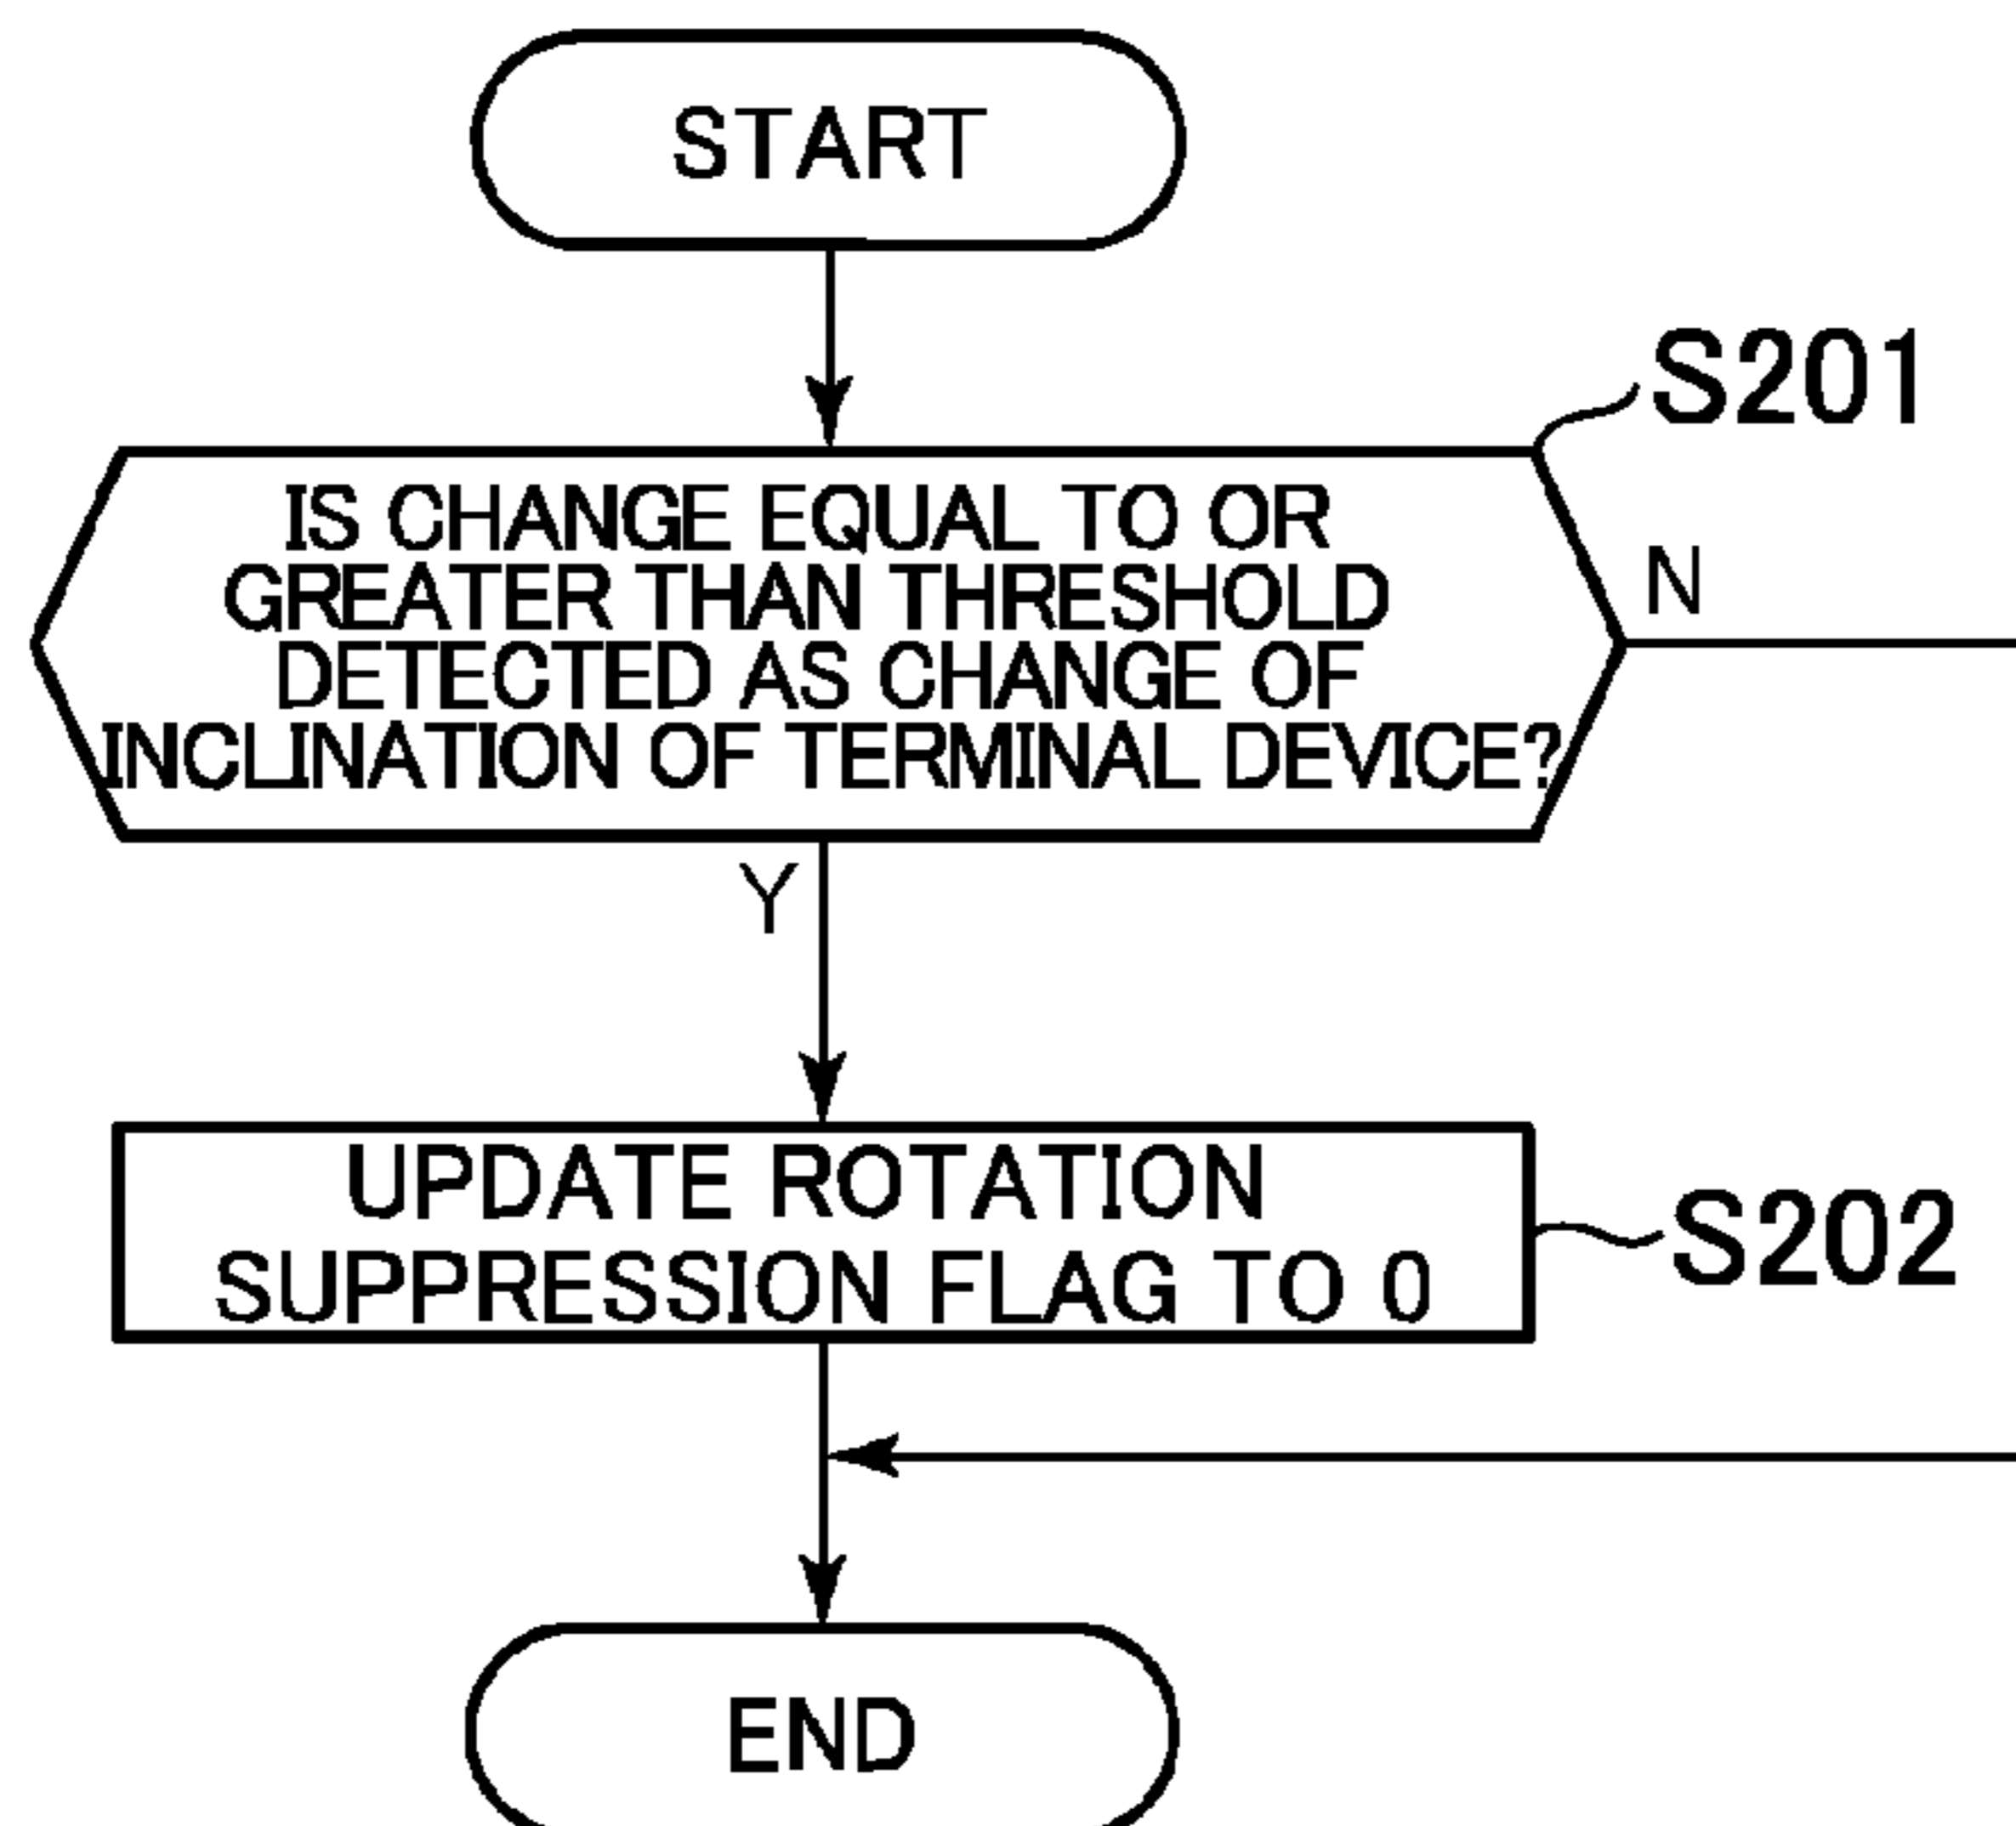 START
S201
IS CHANGE EQUAL TO OR
GREATER THAN THRESHOLD
DETECTED AS CHANGE OF
INCLINATION OF TERMINAL DEVICE?
N
Y
UPDATE ROTATION
SUPPRESSION FLAG TO 0
S202
END